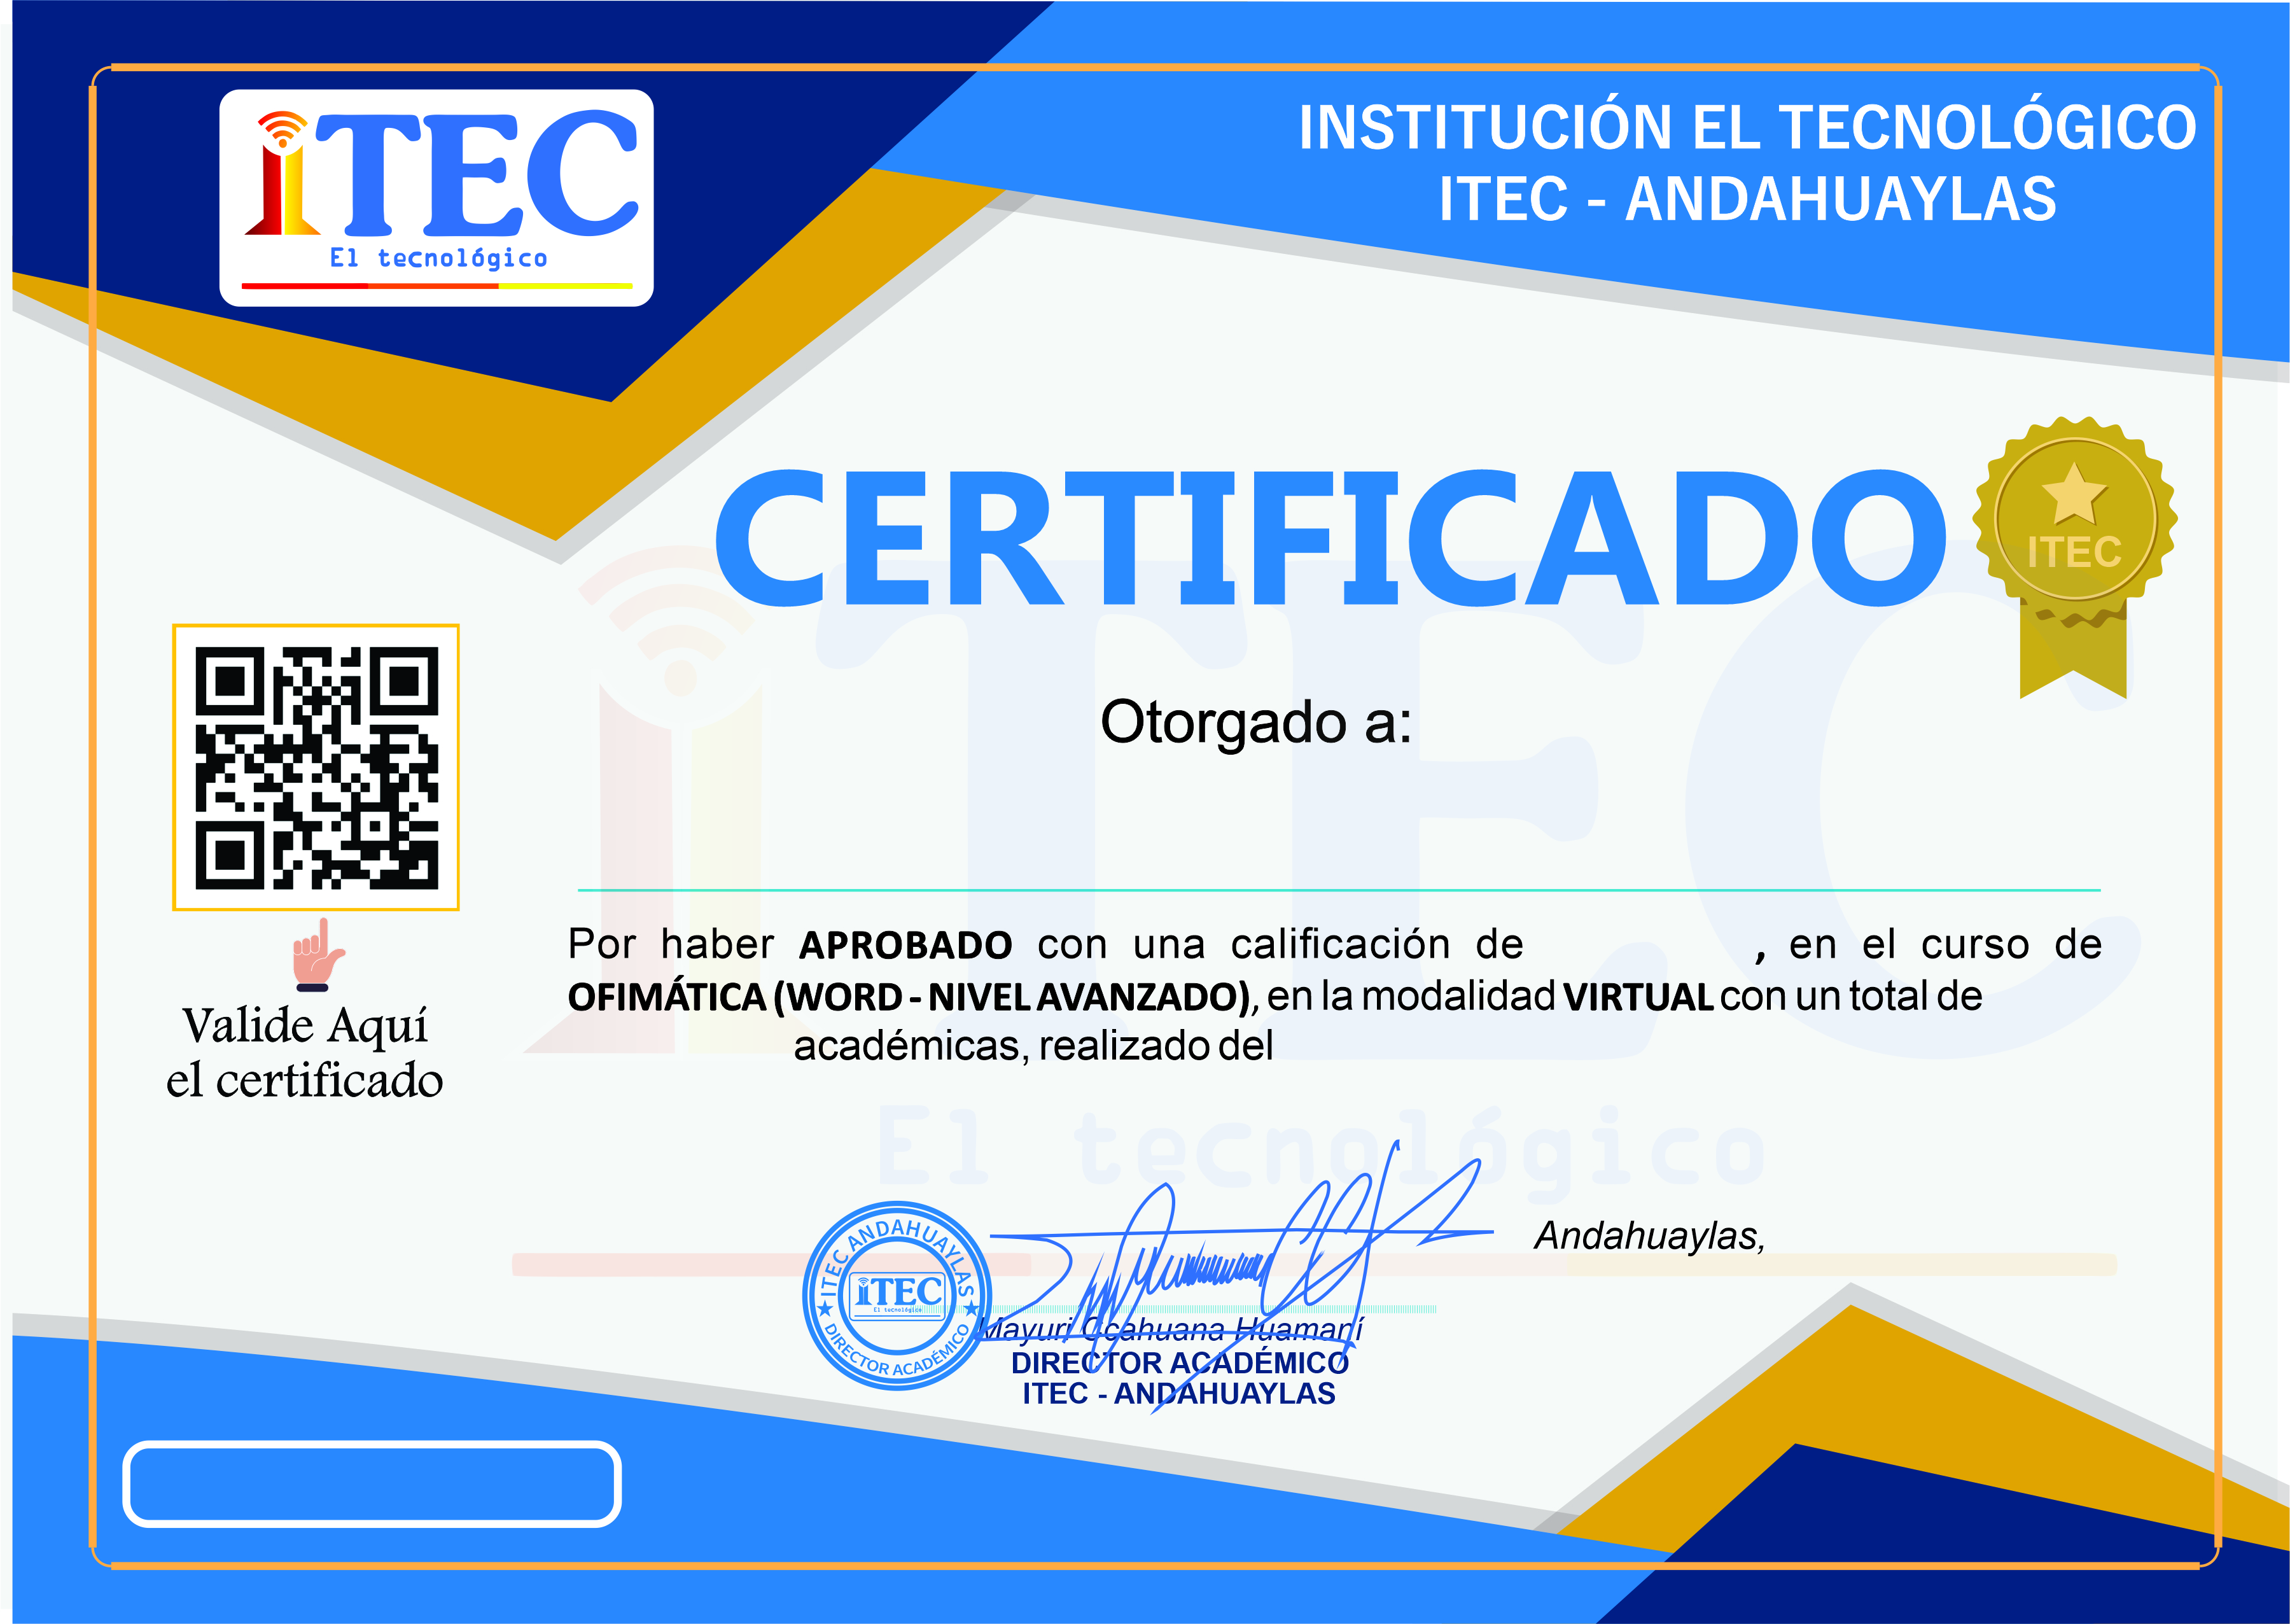 iTEC
El tecnológico
INSTITUCIÓN EL TECNOLÓGICO
ITEC - ANDAHUAYLAS
CERTIFICADO
ITEC
Otorgado a:
Por haber APROBADO con una calificación de , en el curso de
OFIMÁTICA (WORD - NIVEL AVANZADO), en la modalidad VIRTUAL con un total de
académicas, realizado del
Valide Aquí
el certificado
iTEC
El tecnológico
Andahuaylas,
ITEC ANDAHUAYLAS
iTEC
El tecnológico
DIRECTOR ACADÉMICO
Mayuri Ccahuana Huamaní
DIRECTOR ACADÉMICO
ITEC - ANDAHUAYLAS